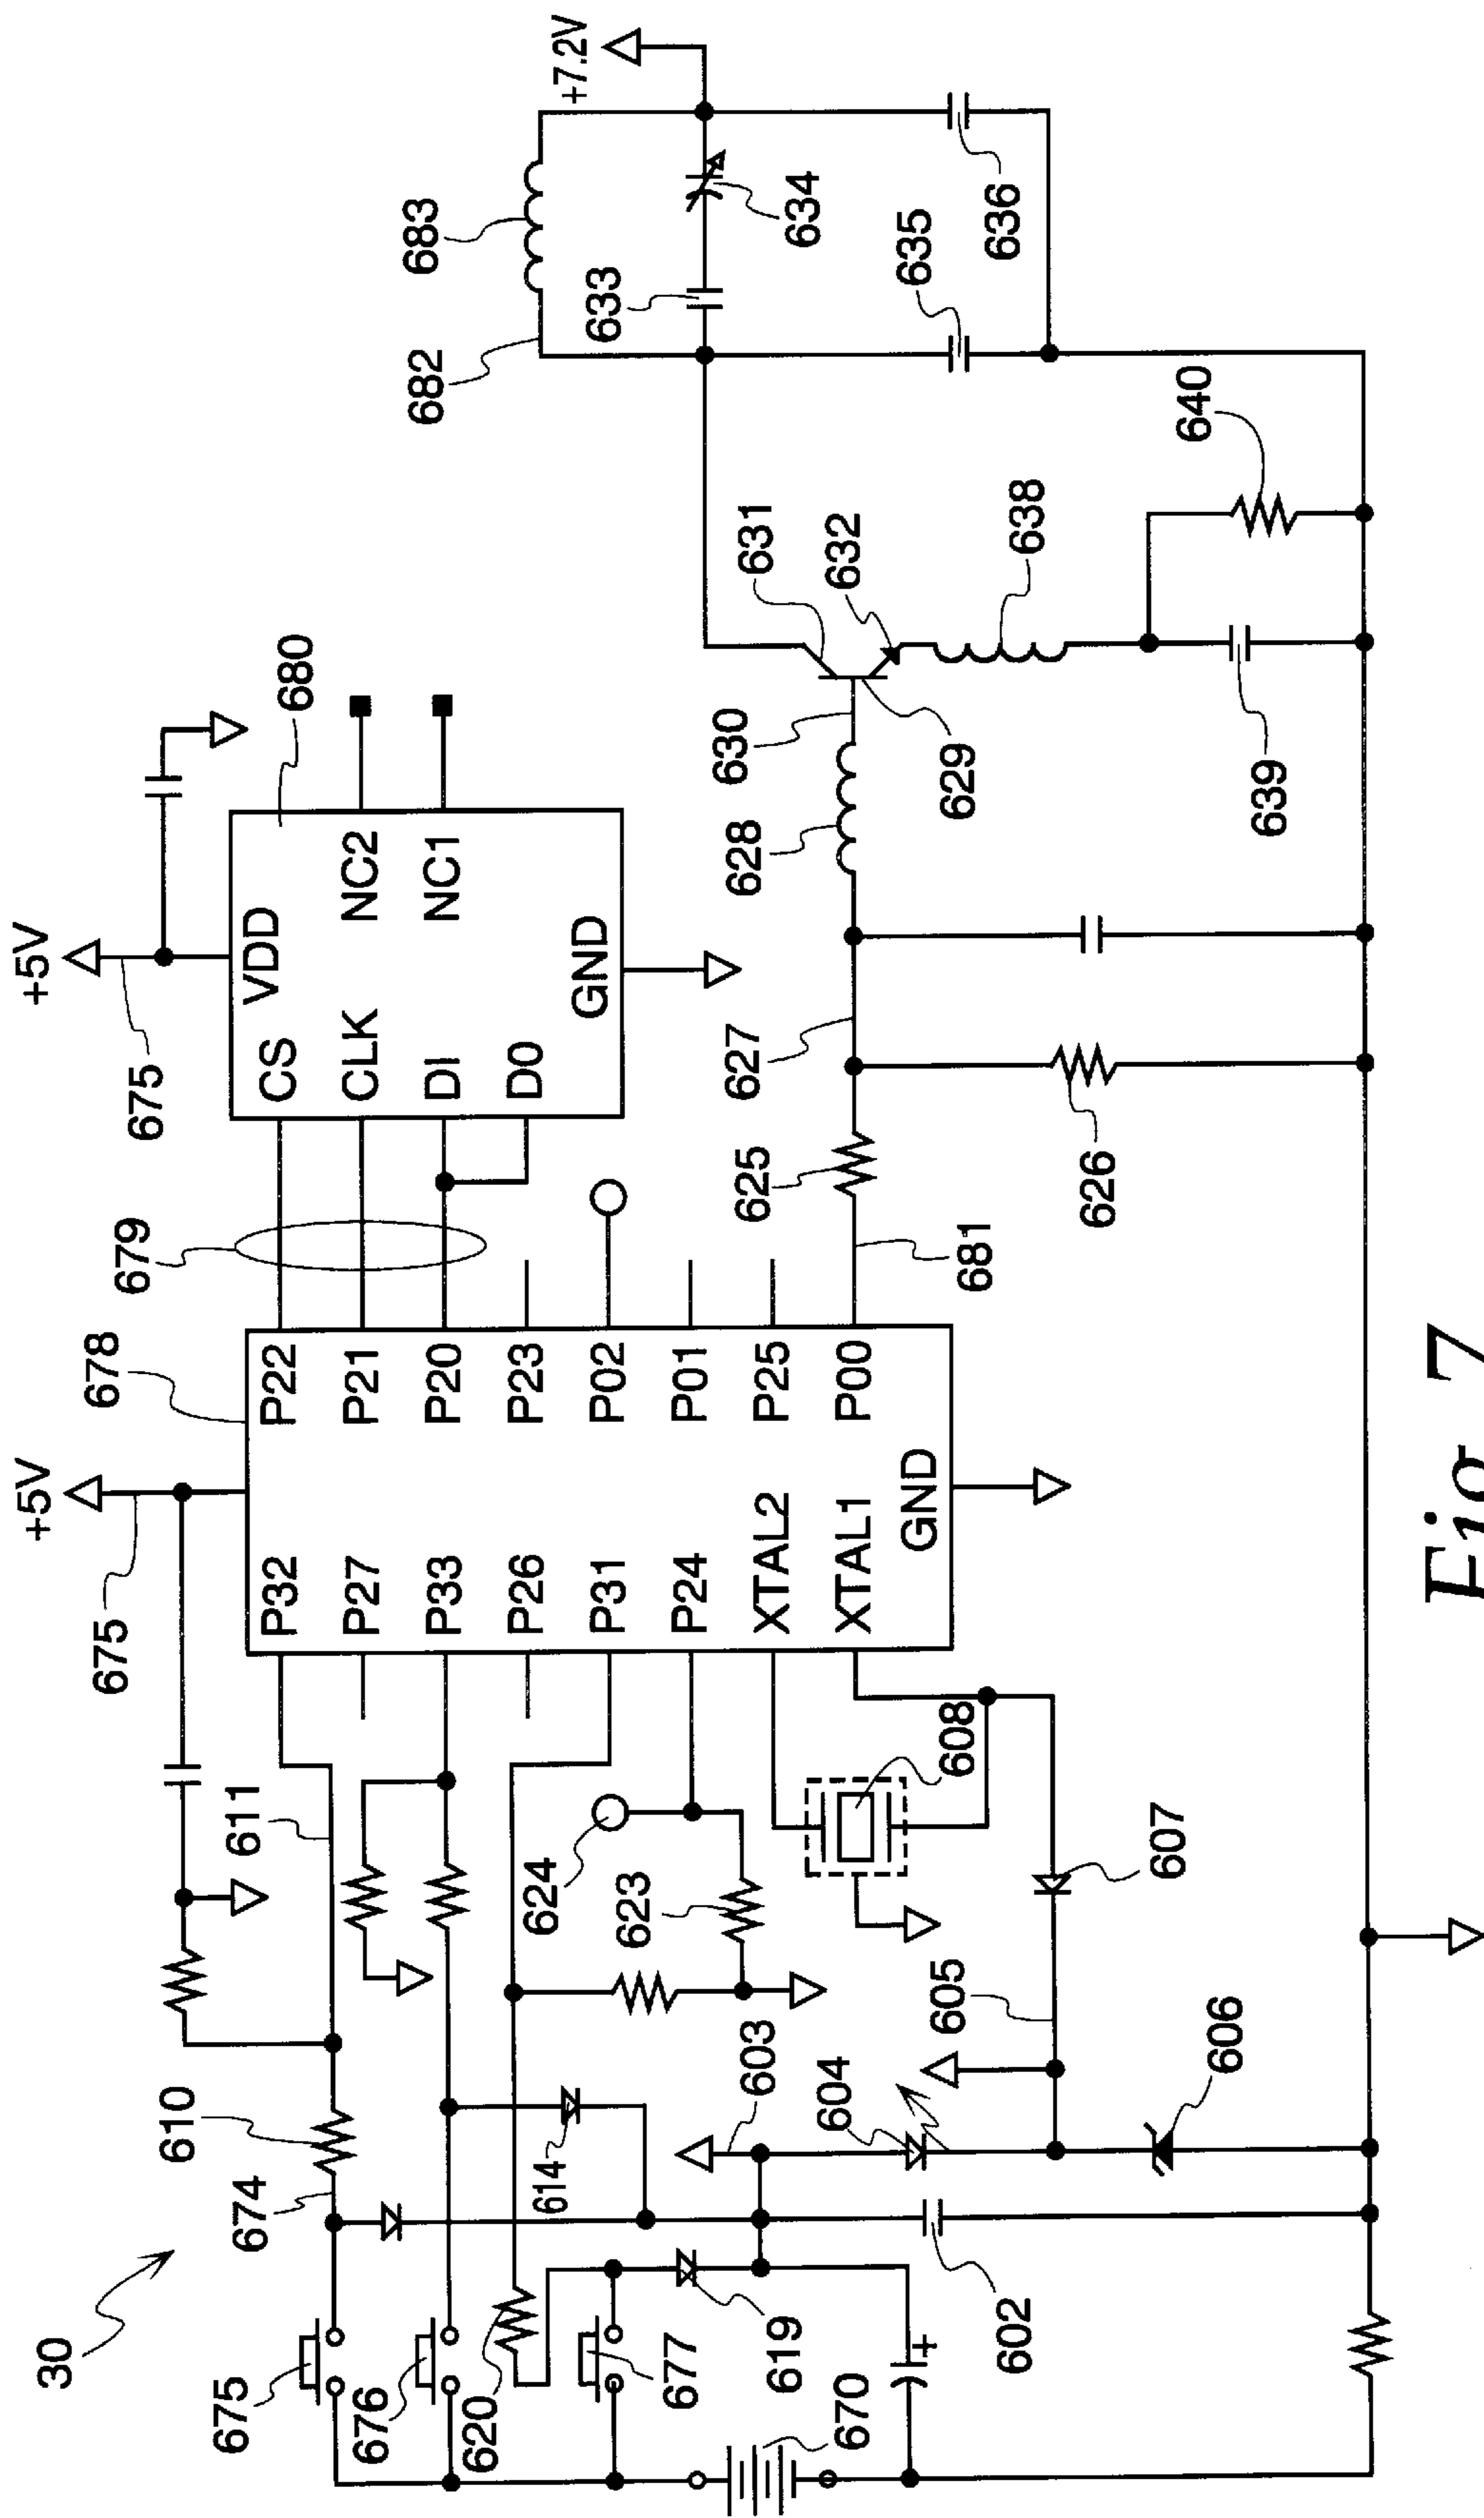 30
675
676
620
677
619
670
602
674
610
611
614
603
604
605
606
607
608
624
623
675
+5V
678
P32
P27
P33
P26
P31
P24
XTAL2
XTAL1
GND
P22
P21
P20
P23
P02
P01
P25
P00
679
681
675
+5V
680
CS
CLK
DI
D0
VDD
GND
NC2
NC1
625
626
627
628
629
630
631
632
638
639
640
682
683
633
634
635
636
+7.2V
Fig 7